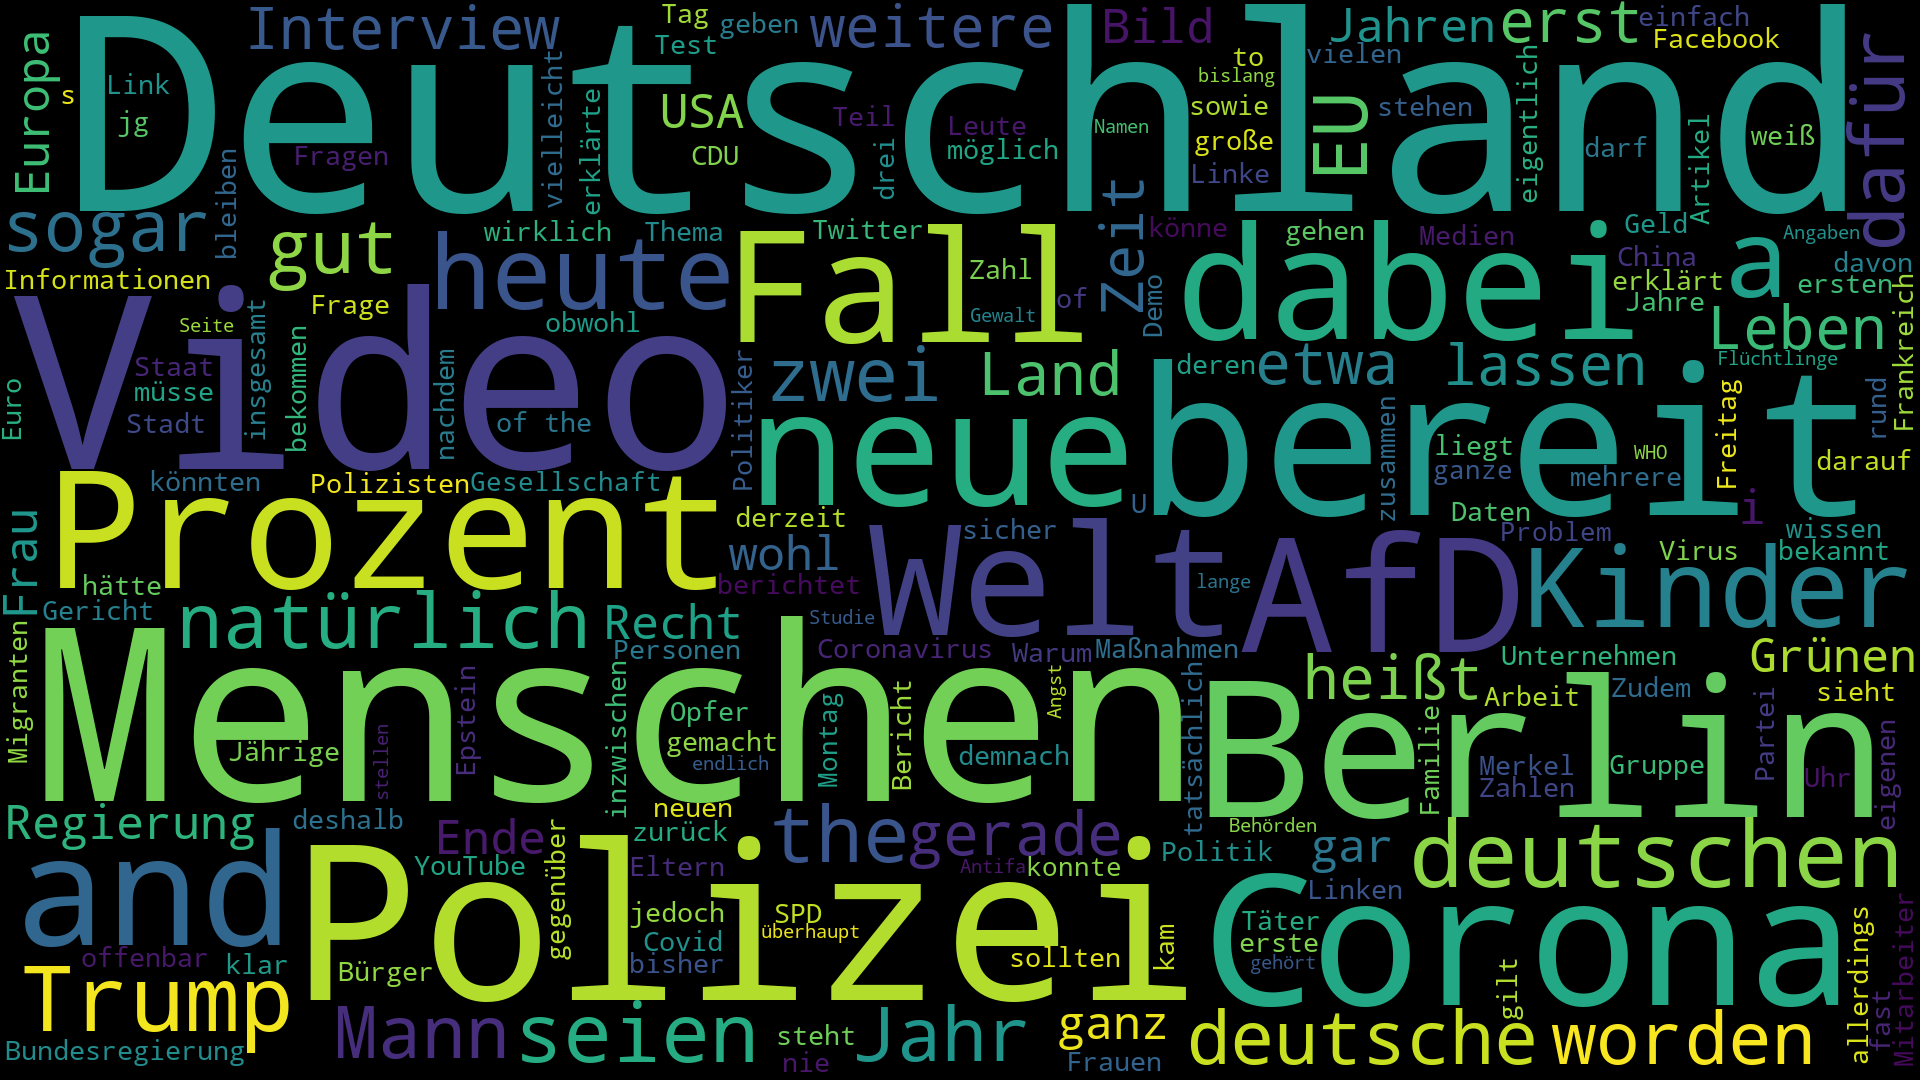 Deutschland
Interview
Tag
geben
weitere
Bild
Jahren
erst
einfach
Facebook
Europa
s
Link
jg
Fragen
vielleicht
Test
erklärte
USA
CDU
Teil
drei
Leute
möglich
Namen
to
bislang
sowie
große
Linke
vielen
EU
stehen
eigentlich
darf
Artikel
weiß
dafür
sogar
bleiben
gut
wirklich
Thema
heute
Fall
Twitter
Zahl
of
Gewalt
Zeit
Demo
könne
gehen
dabei
Medien
Geld
China
erklärt
Jahre
a
Angaben
davon
ersten
Informationen
Frage
obwohl
Video
Seite
Staat
müsse
Stadt
insgesamt
bekommen
nachdem
of the
Euro
Politiker
zwei
Land
deren
etwa
lassen
Leben
Flüchtlinge
Frankreich
neue
bereit
zusammen
liegt
ganze
WHO
mehrere
Freitag
rund
darauf
könnten
Polizisten
Gesellschaft
Prozent
derzeit
U
Daten
Problem
i
wissen
bekannt
Virus
Frau
hätte
Gericht
wohl
berichtet
sicher
Welt
lange
AfD
Kinder
natürlich
Recht
Personen
Studie
Coronavirus
Warum
Maßnahmen
heißt
Unternehmen
Grünen
Migranten
Menschen
Jährige
stellen
Epstein
inzwischen
Opfer
gemacht
endlich
Montag
Bericht
demnach
Angst
tatsächlich
Berlin
Arbeit
Zudem
sieht
Familie
Merkel
Zahlen
Gruppe
Partei
Uhr
eigenen
Regierung
deshalb
Ende
neuen
zurück
the
gerade
Behörden
Politik
gar
deutschen
and
YouTube
gegenüber
Eltern
Antifa
konnte
Linken
Polizei
jedoch
SPD
Covid
überhaupt
bisher
sollten
kam
Corona
Täter
erste
gehört
offenbar
klar
Bürger
Trump
gilt
allerdings
fast
Mitarbeiter
Bundesregierung
Mann
seien
steht
nie
Jahr
ganz
Frauen
deutsche
worden